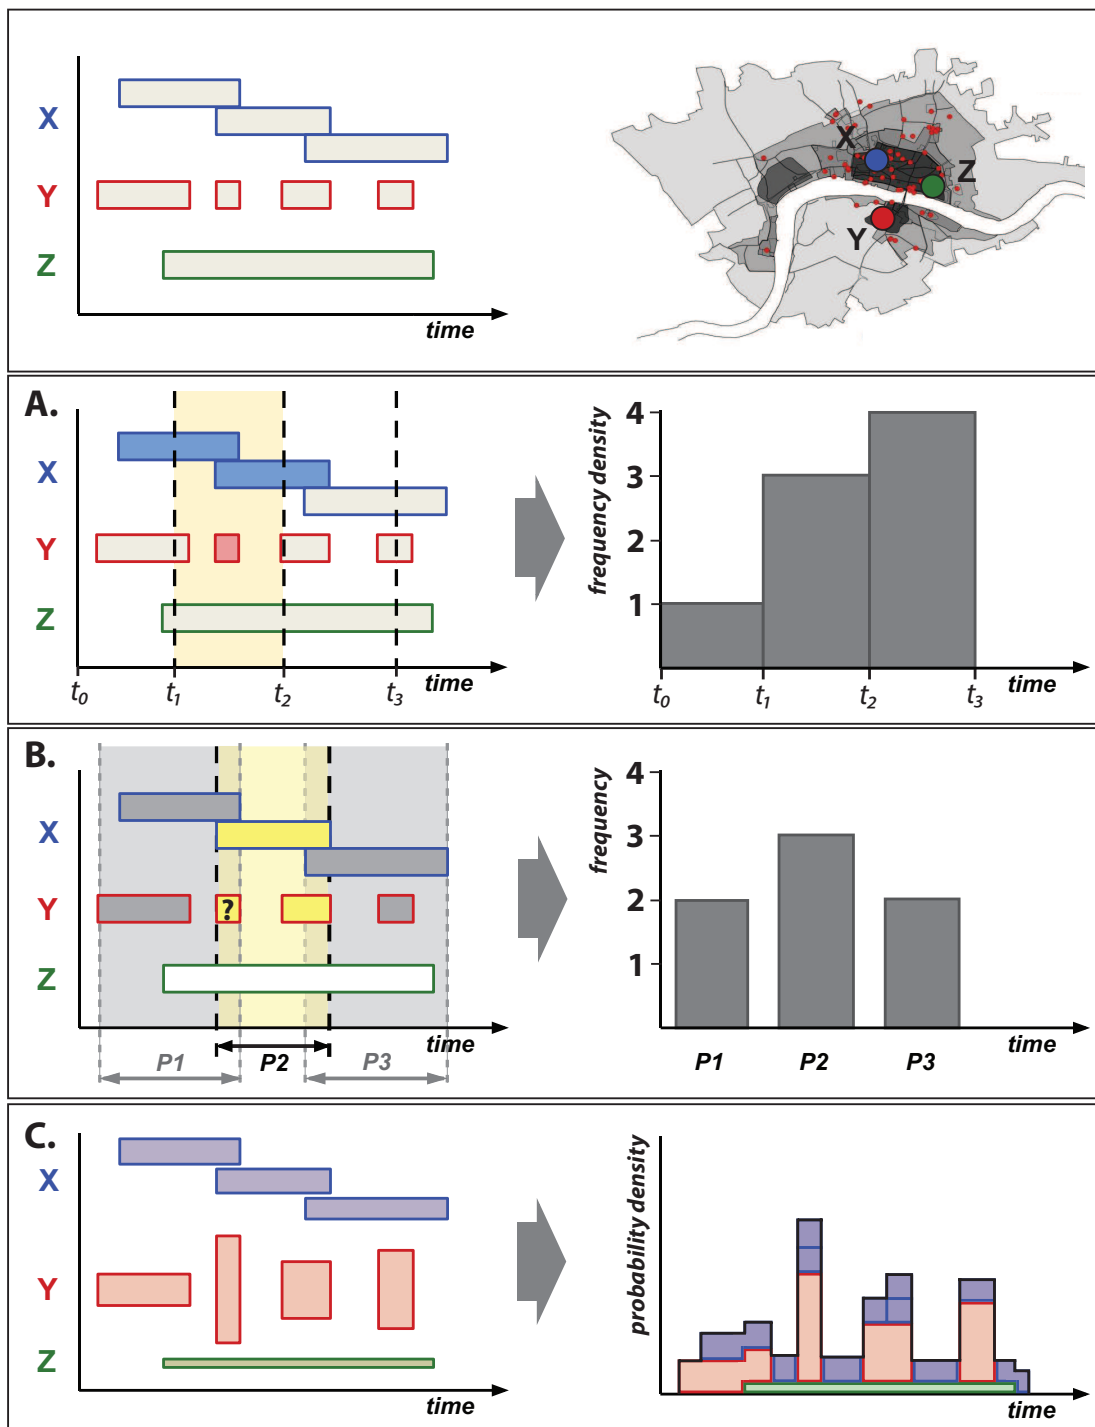 X
Y
Z
time
X
Z
Y
A.
X
Y
Z
t0
t1
t2
t3
time
frequency density
4
3
2
1
t0
t1
t2
t3
time
B.
X
Y
?
Z
time
P1
P2
P3
frequency
4
3
2
1
P1
P2
P3
time
C.
X
Y
Z
time
probability density
time